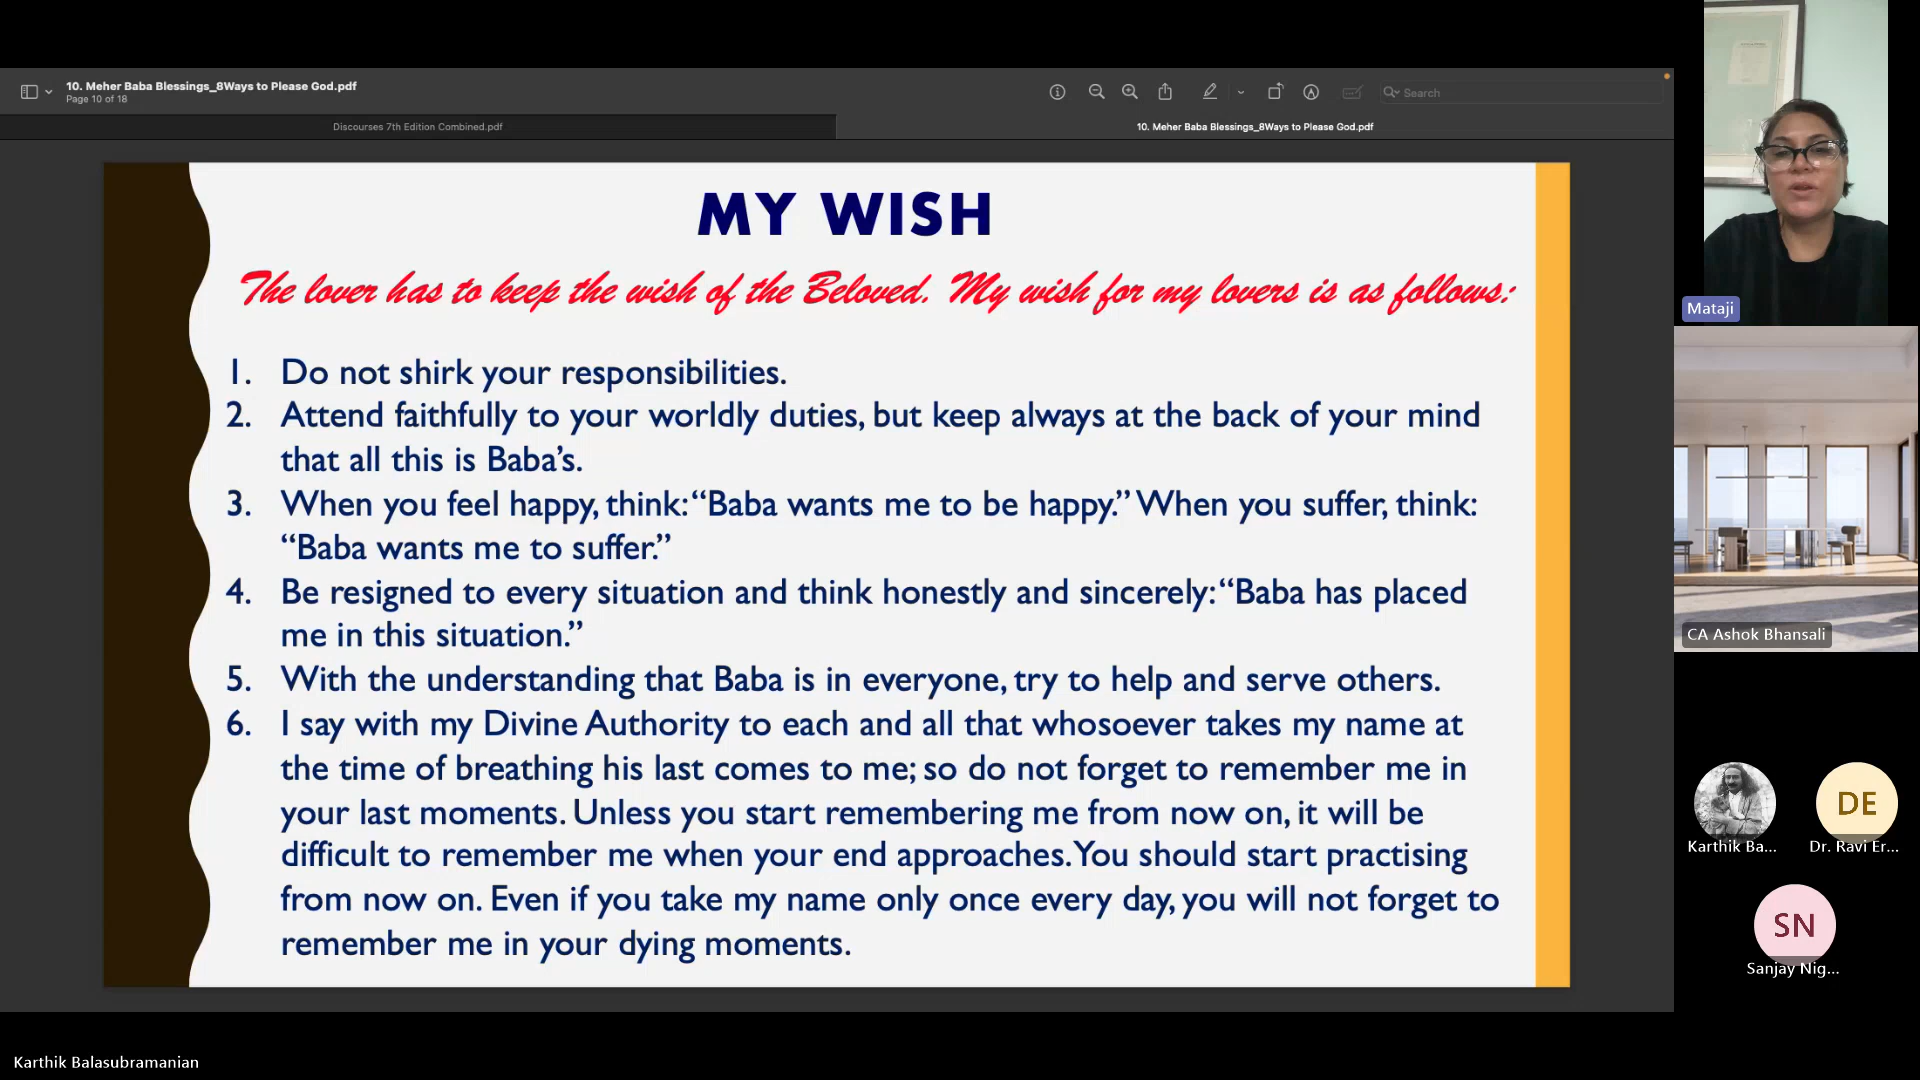 10. Meher Baba Blessings_8Ways to Please God.pdf
Page 10 of 18
Search
Discourses 7th Edition Combined.pdf
10. Meher Baba Blessings_8Ways to Please God.pdf
MY WISH
The lover has to keep the wish of the Beloved. My wish for my lovers is as follows:
1. Do not shirk your responsibilities.
2. Attend faithfully to your worldly duties, but keep always at the back of your mind
that all this is Baba's.
3. When you feel happy, think: “Baba wants me to be happy.” When you suffer, think:
“Baba wants me to suffer.”
4. Be resigned to every situation and think honestly and sincerely: “Baba has placed
me in this situation.”
5. With the understanding that Baba is in everyone, try to help and serve others.
6. I say with my Divine Authority to each and all that whosoever takes my name at
the time of breathing his last comes to me; so do not forget to remember me in
your last moments. Unless you start remembering me from now on, it will be
difficult to remember me when your end approaches. You should start practising
from now on. Even if you take my name only once every day, you will not forget to
remember me in your dying moments.
Mataji
CA Ashok Bhansali
DE
Karthik Ba...
Dr. Ravi Er...
SN
Sanjay Nig...
Karthik Balasubramanian